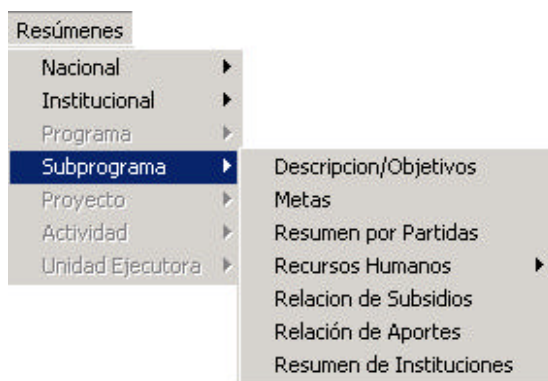 Resúmenes
Nacional
Institucional
Programa
Subprograma
Proyecto
Actividad
Unidad Ejecutora
Descripcion/Objetivos
Metas
Resumen por Partidas
Recursos Humanos
Relacion de Subsidios
Relación de Aportes
Resumen de Instituciones